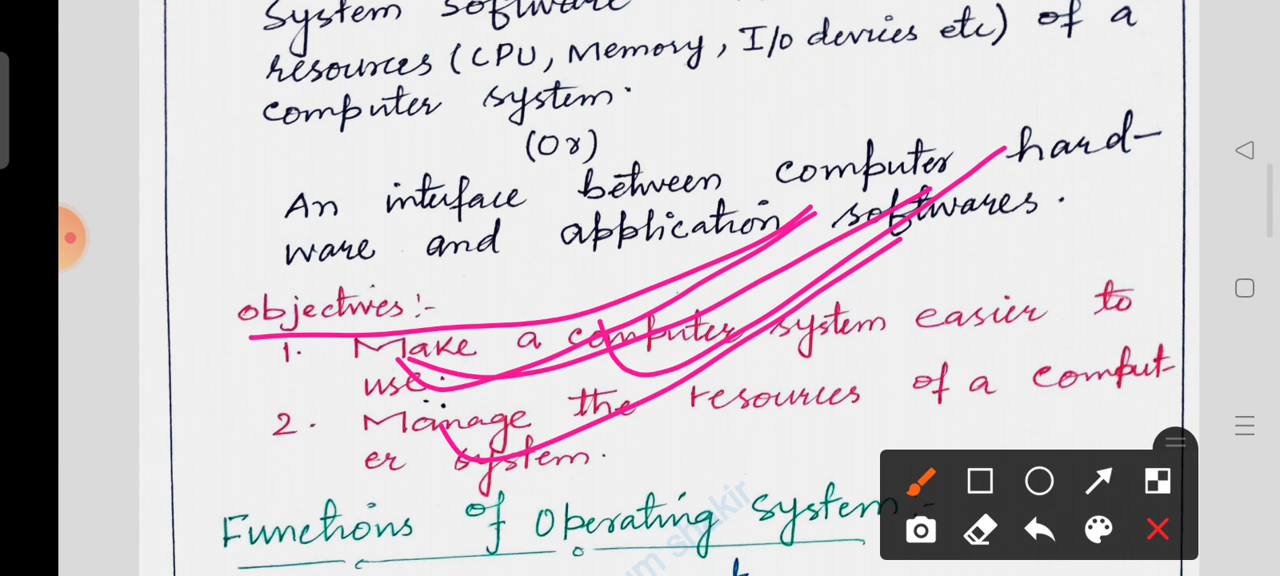 System Software
resources (CPU, Memory, I/O devices etc) of a
computer system.
(Or)
An interface between computer hard-
ware and application softwares.
objectives :-
1. Make a computer system easier to
use.
2. Manage the resources of a comput-
er system.
Functions of Operating System :-
um shakir